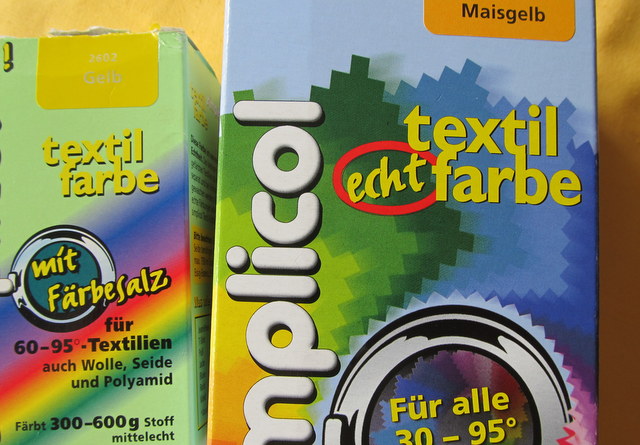 2602
Gelb
textil
farbe
mit
Färbesalz
für
60–95°-Textilien
auch Wolle, Seide
und Polyamid
Färbt 300–600g Stoff
mittelecht
Maisgelb
textil
echt farbe
mplicol
Für alle
30 – 95°